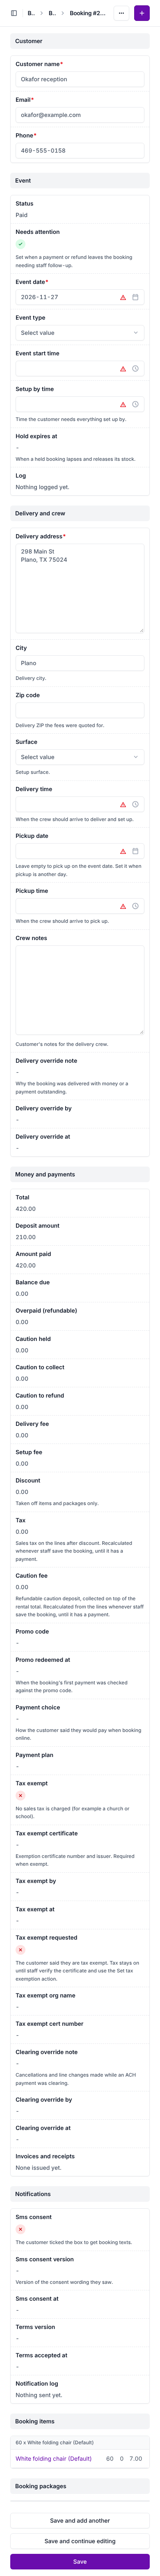 B... > B... > Booking #2...
Customer
Customer name*
Okafor reception
Email*
okafor@example.com
Phone*
469-555-0158
Event
Status
Paid
Needs attention
Set when a payment or refund leaves the booking
needing staff follow-up.
Event date*
2026-11-27
Event type
Select value
Event start time
Setup by time
Time the customer needs everything set up by.
Hold expires at
-
When a held booking lapses and releases its stock.
Log
Nothing logged yet.
Delivery and crew
Delivery address*
298 Main St
Plano, TX 75024
City
Plano
Delivery city.
Zip code
Delivery ZIP the fees were quoted for.
Surface
Select value
Setup surface.
Delivery time
When the crew should arrive to deliver and set up.
Pickup date
Leave empty to pick up on the event date. Set it when
pickup is another day.
Pickup time
When the crew should arrive to pick up.
Crew notes
Customer's notes for the delivery crew.
Delivery override note
-
Why the booking was delivered with money or a
payment outstanding.
Delivery override by
-
Delivery override at
-
Money and payments
Total
420.00
Deposit amount
210.00
Amount paid
420.00
Balance due
0.00
Overpaid (refundable)
0.00
Caution held
0.00
Caution to collect
0.00
Caution to refund
0.00
Delivery fee
0.00
Setup fee
0.00
Discount
0.00
Taken off items and packages only.
Tax
0.00
Sales tax on the lines after discount. Recalculated
whenever staff save the booking, until it has a
payment.
Caution fee
0.00
Refundable caution deposit, collected on top of the
rental total. Recalculated from the lines whenever staff
save the booking, until it has a payment.
Promo code
-
Promo redeemed at
-
When the booking's first payment was checked
against the promo code.
Payment choice
-
How the customer said they would pay when booking
online.
Payment plan
-
Tax exempt
No sales tax is charged (for example a church or
school).
Tax exempt certificate
-
Exemption certificate number and issuer. Required
when exempt.
Tax exempt by
-
Tax exempt at
-
Tax exempt requested
The customer said they are tax exempt. Tax stays on
until staff verify the certificate and use the Set tax
exemption action.
Tax exempt org name
-
Tax exempt cert number
-
Clearing override note
-
Cancellations and line changes made while an ACH
payment was clearing.
Clearing override by
-
Clearing override at
-
Invoices and receipts
None issued yet.
Notifications
Sms consent
The customer ticked the box to get booking texts.
Sms consent version
-
Version of the consent wording they saw.
Sms consent at
-
Terms version
-
Terms accepted at
-
Notification log
Nothing sent yet.
Booking items
60 x White folding chair (Default)
White folding chair (Default) 60 0 7.00
Booking packages
Save and add another
Save and continue editing
Save